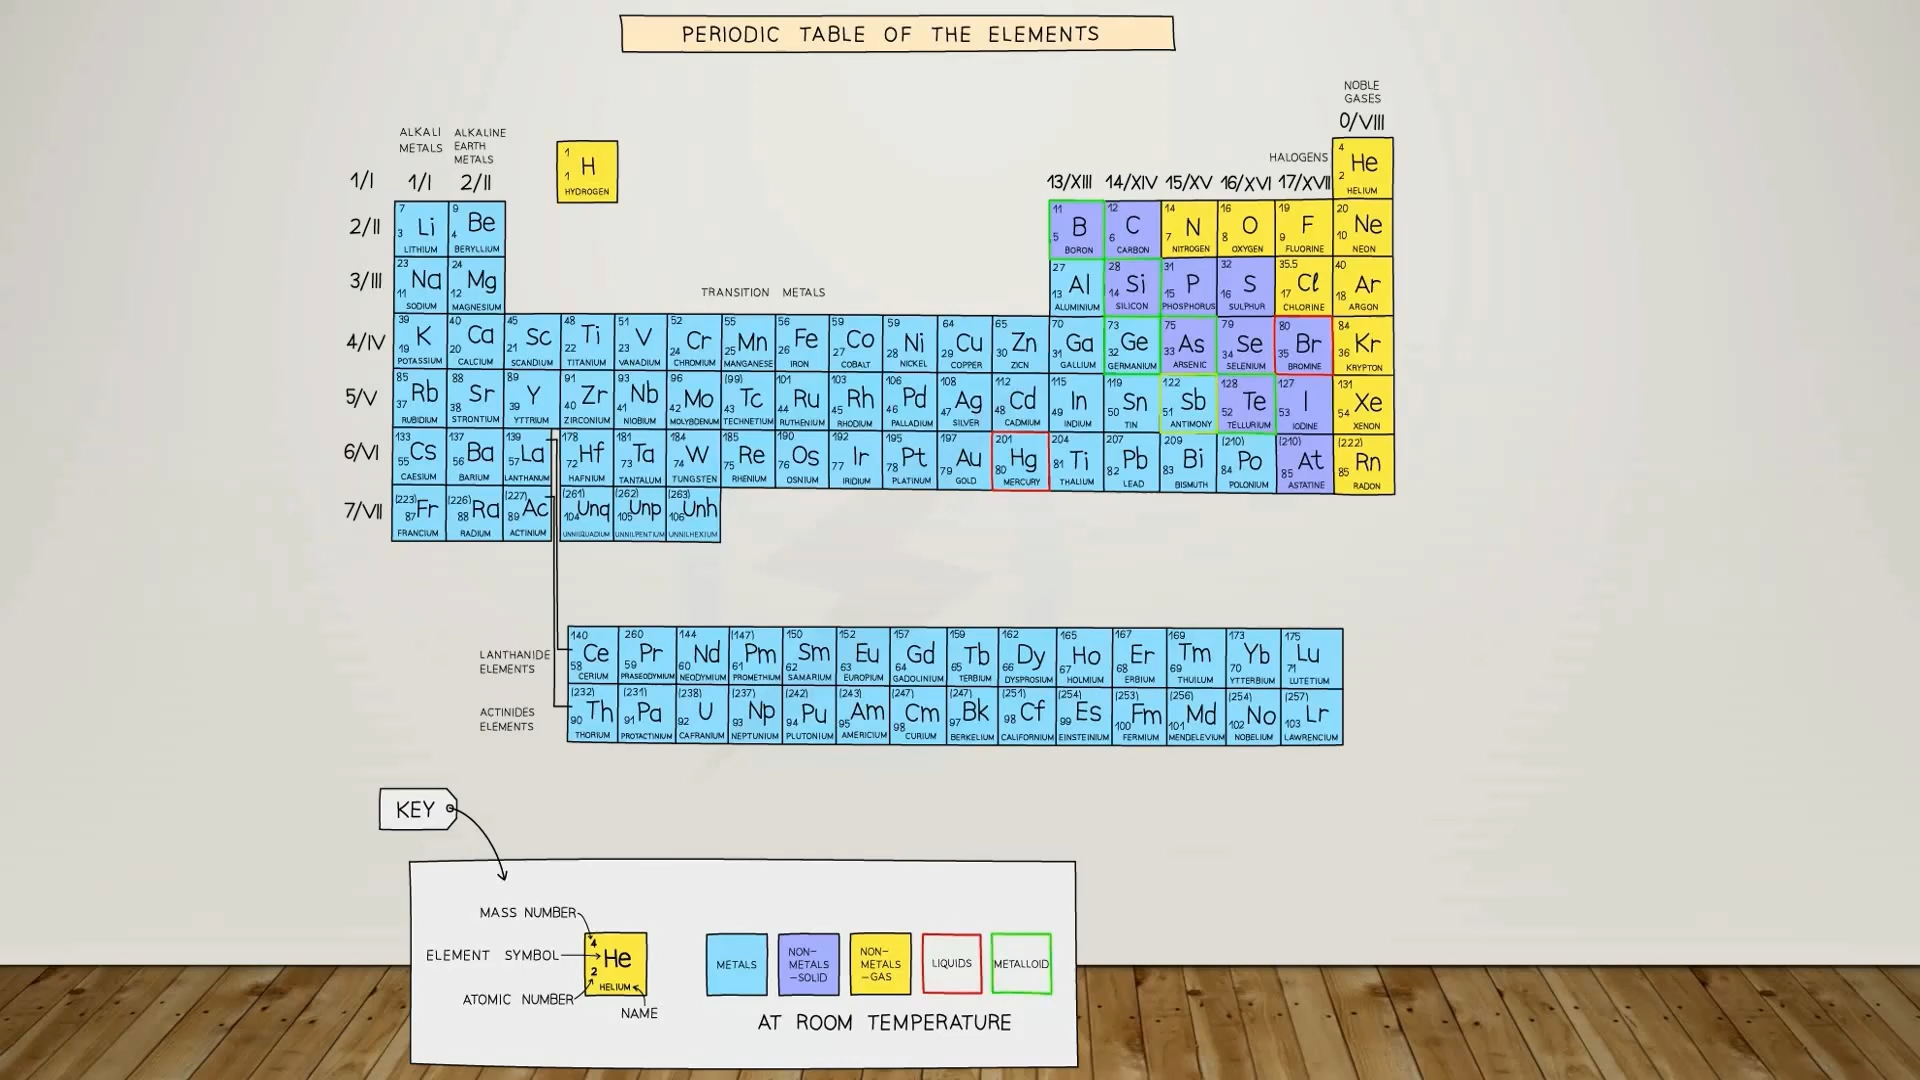 PERIODIC TABLE OF THE ELEMENTS
NOBLE
GASES
0/VIII
ALKALI
METALS
ALKALINE
EARTH
METALS
HALOGENS
1/I 1/I 2/II
1 H 1 HYDROGEN
13/XIII 14/XIV 15/XV 16/XVI 17/XVII
4 He 2 HELIUM
2/II
7 Li 3 LITHIUM
9 Be 4 BERYLLIUM
11 B 5 BORON
12 C 6 CARBON
14 N 7 NITROGEN
16 O 8 OXYGEN
19 F 9 FLUORINE
20 Ne 10 NEON
3/III
23 Na 11 SODIUM
24 Mg 12 MAGNESIUM
TRANSITION METALS
27 Al 13 ALUMINIUM
28 Si 14 SILICON
31 P 15 PHOSPHORUS
32 S 16 SULPHUR
35.5 Cl 17 CHLORINE
40 Ar 18 ARGON
4/IV
39 K 19 POTASSIUM
40 Ca 20 CALCIUM
45 Sc 21 SCANDIUM
48 Ti 22 TITANIUM
51 V 23 VANADIUM
52 Cr 24 CHROMIUM
55 Mn 25 MANGANESE
56 Fe 26 IRON
59 Co 27 COBALT
59 Ni 28 NICKEL
64 Cu 29 COPPER
65 Zn 30 ZICN
70 Ga 31 GALLIUM
73 Ge 32 GERMANIUM
75 As 33 ARSENIC
79 Se 34 SELENIUM
80 Br 35 BROMINE
84 Kr 36 KRYPTON
5/V
85 Rb 37 RUBIDIUM
88 Sr 38 STRONTIUM
89 Y 39 YTTRIUM
91 Zr 40 ZIRCONIUM
93 Nb 41 NIOBIUM
96 Mo 42 MOLYBDENUM
(99) Tc 43 TECHNETIUM
101 Ru 44 RUTHENIUM
103 Rh 45 RHODIUM
106 Pd 46 PALLADIUM
108 Ag 47 SILVER
112 Cd 48 CADMIUM
115 In 49 INDIUM
119 Sn 50 TIN
122 Sb 51 ANTIMONY
128 Te 52 TELLURIUM
127 I 53 IODINE
131 Xe 54 XENON
6/VI
133 Cs 55 CAESIUM
137 Ba 56 BARIUM
139 La 57 LANTHANUM
178 Hf 72 HAFNIUM
181 Ta 73 TANTALUM
184 W 74 TUNGSTEN
185 Re 75 RHENIUM
190 Os 76 OSNIUM
192 Ir 77 IRIDIUM
195 Pt 78 PLATINUM
197 Au 79 GOLD
201 Hg 80 MERCURY
204 Ti 81 THALIUM
207 Pb 82 LEAD
209 Bi 83 BISMUTH
(210) Po 84 POLONIUM
(210) At 85 ASTATINE
(222) Rn 85 RADON
7/VII
(223) Fr 87 FRANCIUM
(226) Ra 88 RADIUM
(227) Ac 89 ACTINIUM
(261) Unq 104 UNNILQUADIUM
(262) Unp 105 UNNILPENTIUM
(263) Unh 106 UNNILHEXIUM
LANTHANIDE
ELEMENTS
140 Ce 58 CERIUM
260 Pr 59 PRASEODYMIUM
144 Nd 60 NEODYMIUM
(147) Pm 61 PROMETHIUM
150 Sm 62 SAMARIUM
152 Eu 63 EUROPIUM
157 Gd 64 GADOLINIUM
159 Tb 65 TERBIUM
162 Dy 66 DYSPROSIUM
165 Ho 67 HOLMIUM
167 Er 68 ERBIUM
169 Tm 69 THUILUM
173 Yb 70 YTTERBIUM
175 Lu 71 LUTETIUM
ACTINIDES
ELEMENTS
(232) Th 90 THORIUM
(231) Pa 91 PROTACTINIUM
(238) U 92 CAFRANIUM
(237) Np 93 NEPTUNIUM
(242) Pu 94 PLUTONIUM
(243) Am 95 AMERICIUM
(247) Cm 98 CURIUM
(247) Bk 97 BERKELIUM
(251) Cf 98 CALIFORNIUM
(254) Es 99 EINSTEINIUM
(253) Fm 100 FERMIUM
(256) Md 101 MENDELEVIUM
(254) No 102 NOBELIUM
(257) Lr 103 LAWRENCIUM
KEY
MASS NUMBER
ELEMENT SYMBOL
ATOMIC NUMBER
4 He 2 HELIUM
NAME
METALS
NON-
METALS
-SOLID
NON-
METALS
-GAS
LIQUIDS
METALLOID
AT ROOM TEMPERATURE